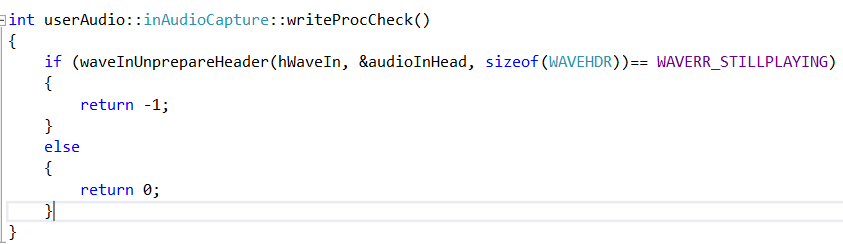 int userAudio::inAudioCapture::writeProcCheck()
{
    if (waveInUnprepareHeader(hWaveIn, &audioInHead, sizeof(WAVEHDR))== WAVERR_STILLPLAYING)
    {
        return -1;
    }
    else
    {
        return 0;
    }
}